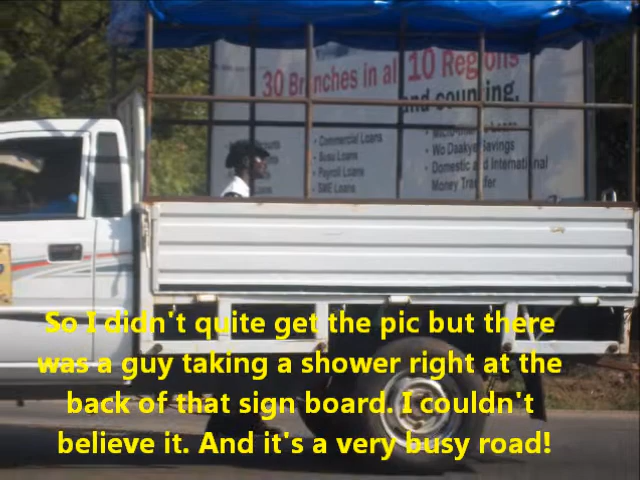 30 Branches in all 10 Regions
and counting.
• Commercial Loans
• Susu Loans
• Payroll Loans
• SME Loans
Loans
• Wo Daakye Savings
• Domestic and International
Money Transfer
So I didn't quite get the pic but there
was a guy taking a shower right at the
back of that sign board. I couldn't
believe it. And it's a very busy road!